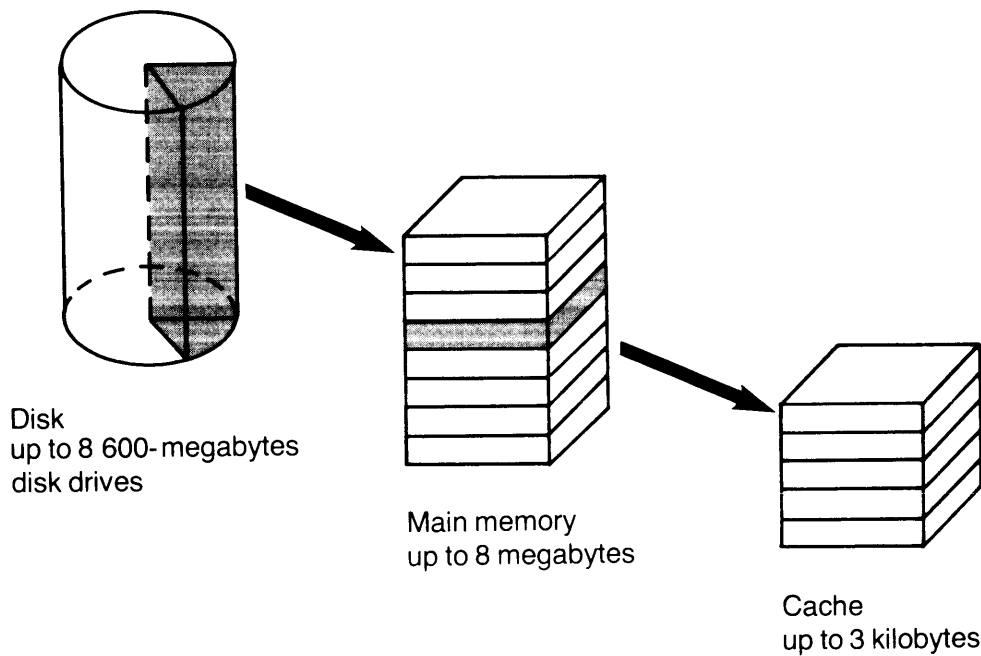 Disk
up to 8 600-megabytes
disk drives
Main memory
up to 8 megabytes
Cache
up to 3 kilobytes